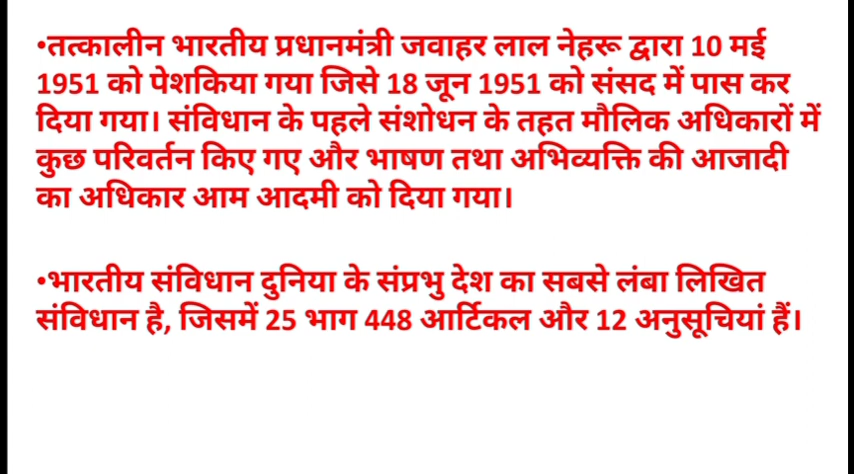 •तत्कालीन भारतीय प्रधानमंत्री जवाहर लाल नेहरू द्वारा 10 मई
1951 को पेशकिया गया जिसे 18 जून 1951 को संसद में पास कर
दिया गया। संविधान के पहले संशोधन के तहत मौलिक अधिकारों में
कुछ परिवर्तन किए गए और भाषण तथा अभिव्यक्ति की आजादी
का अधिकार आम आदमी को दिया गया।
•भारतीय संविधान दुनिया के संप्रभु देश का सबसे लंबा लिखित
संविधान है, जिसमें 25 भाग 448 आर्टिकल और 12 अनुसूचियां हैं।